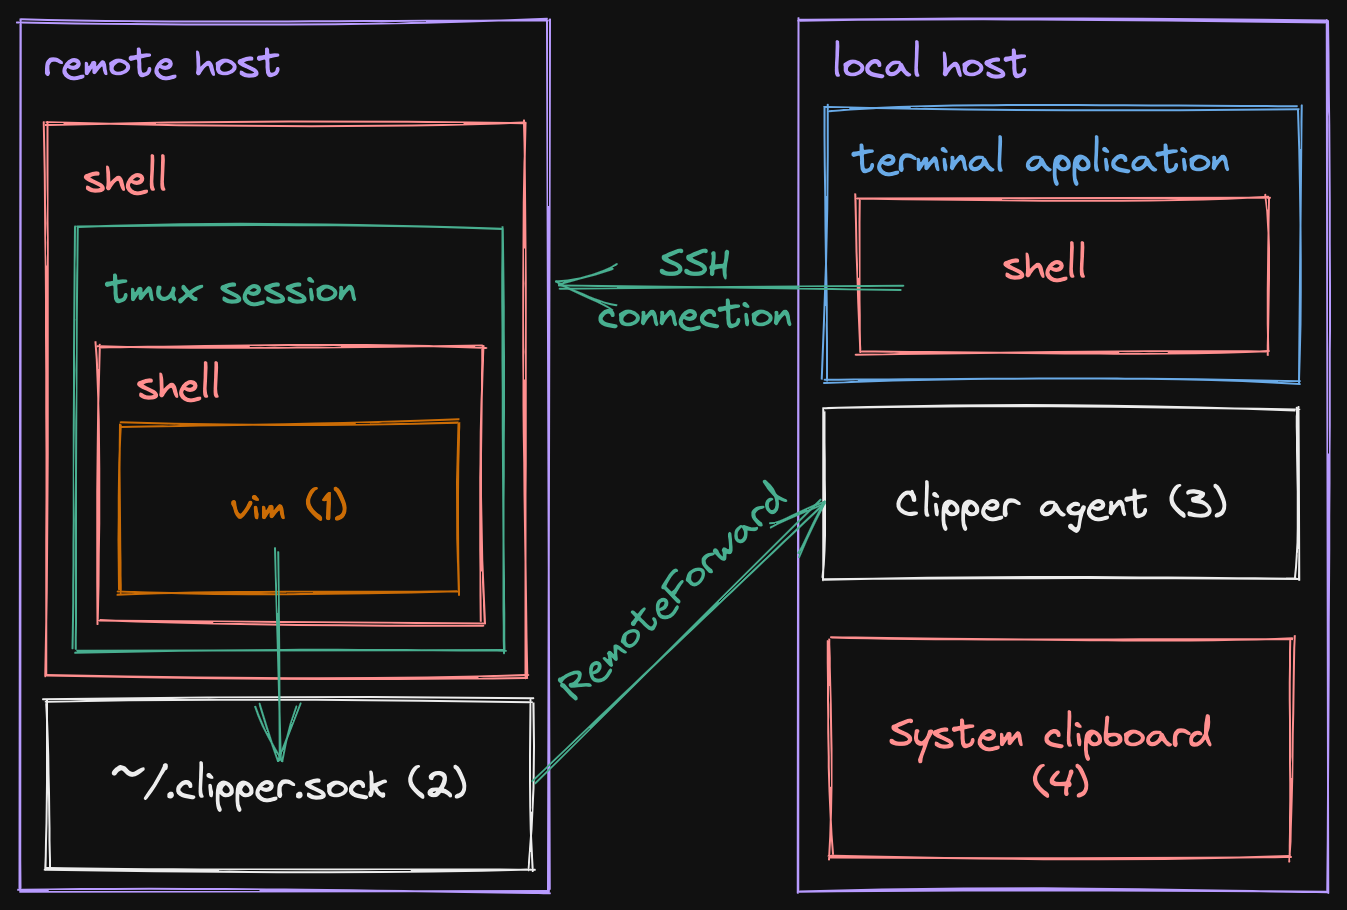 remote host
shell
tmux session
shell
vim (1)
~/.clipper.sock (2)
SSH
connection
RemoteForward
local host
terminal application
shell
Clipper agent (3)
System clipboard
(4)